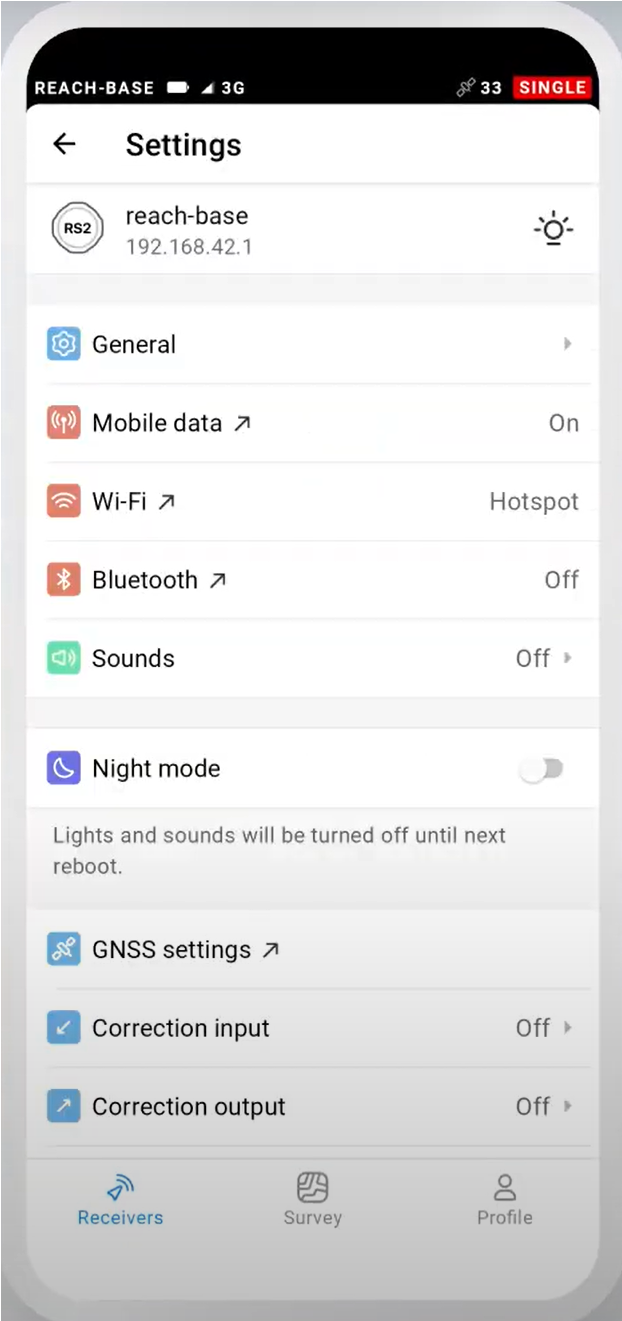 REACH-BASE 3G 33 SINGLE
Settings
RS2
reach-base
192.168.42.1
General
Mobile data On
Wi-Fi Hotspot
Bluetooth Off
Sounds Off
Night mode
Lights and sounds will be turned off until next
reboot.
GNSS settings
Correction input Off
Correction output Off
Receivers Survey Profile